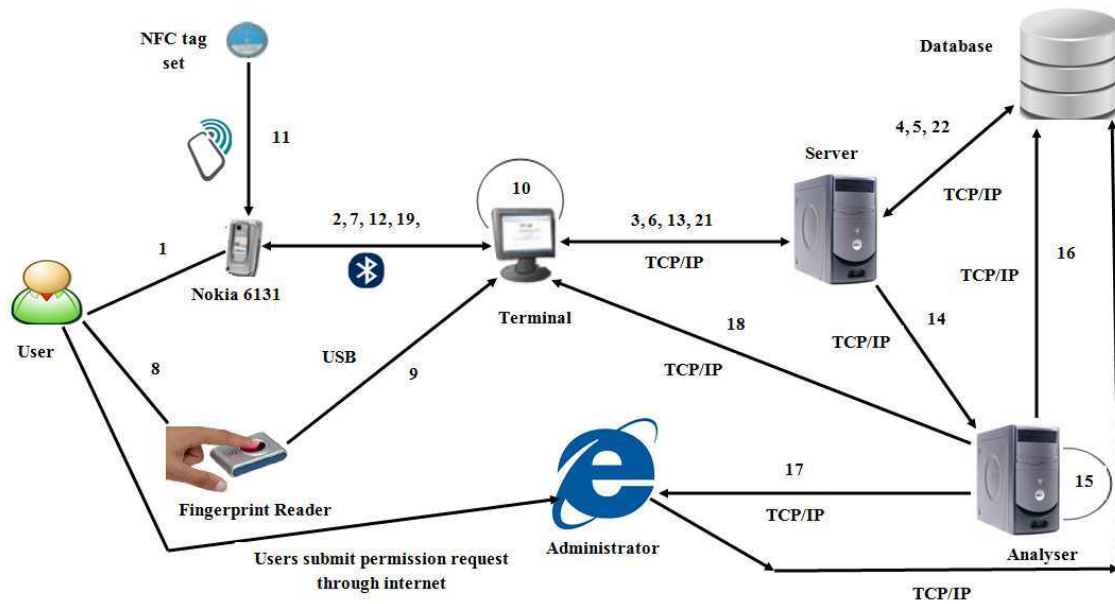 NFC tag
set
Database
11
4, 5, 22
Server
10
TCP/IP
2, 7, 12, 19,
3, 6, 13, 21
1
16
TCP/IP
TCP/IP
Nokia 6131
Terminal
18
14
User
USB
TCP/IP
8
9
TCP/IP
17
15
Fingerprint Reader
TCP/IP
Administrator
Users submit permission request
through internet
Analyser
TCP/IP